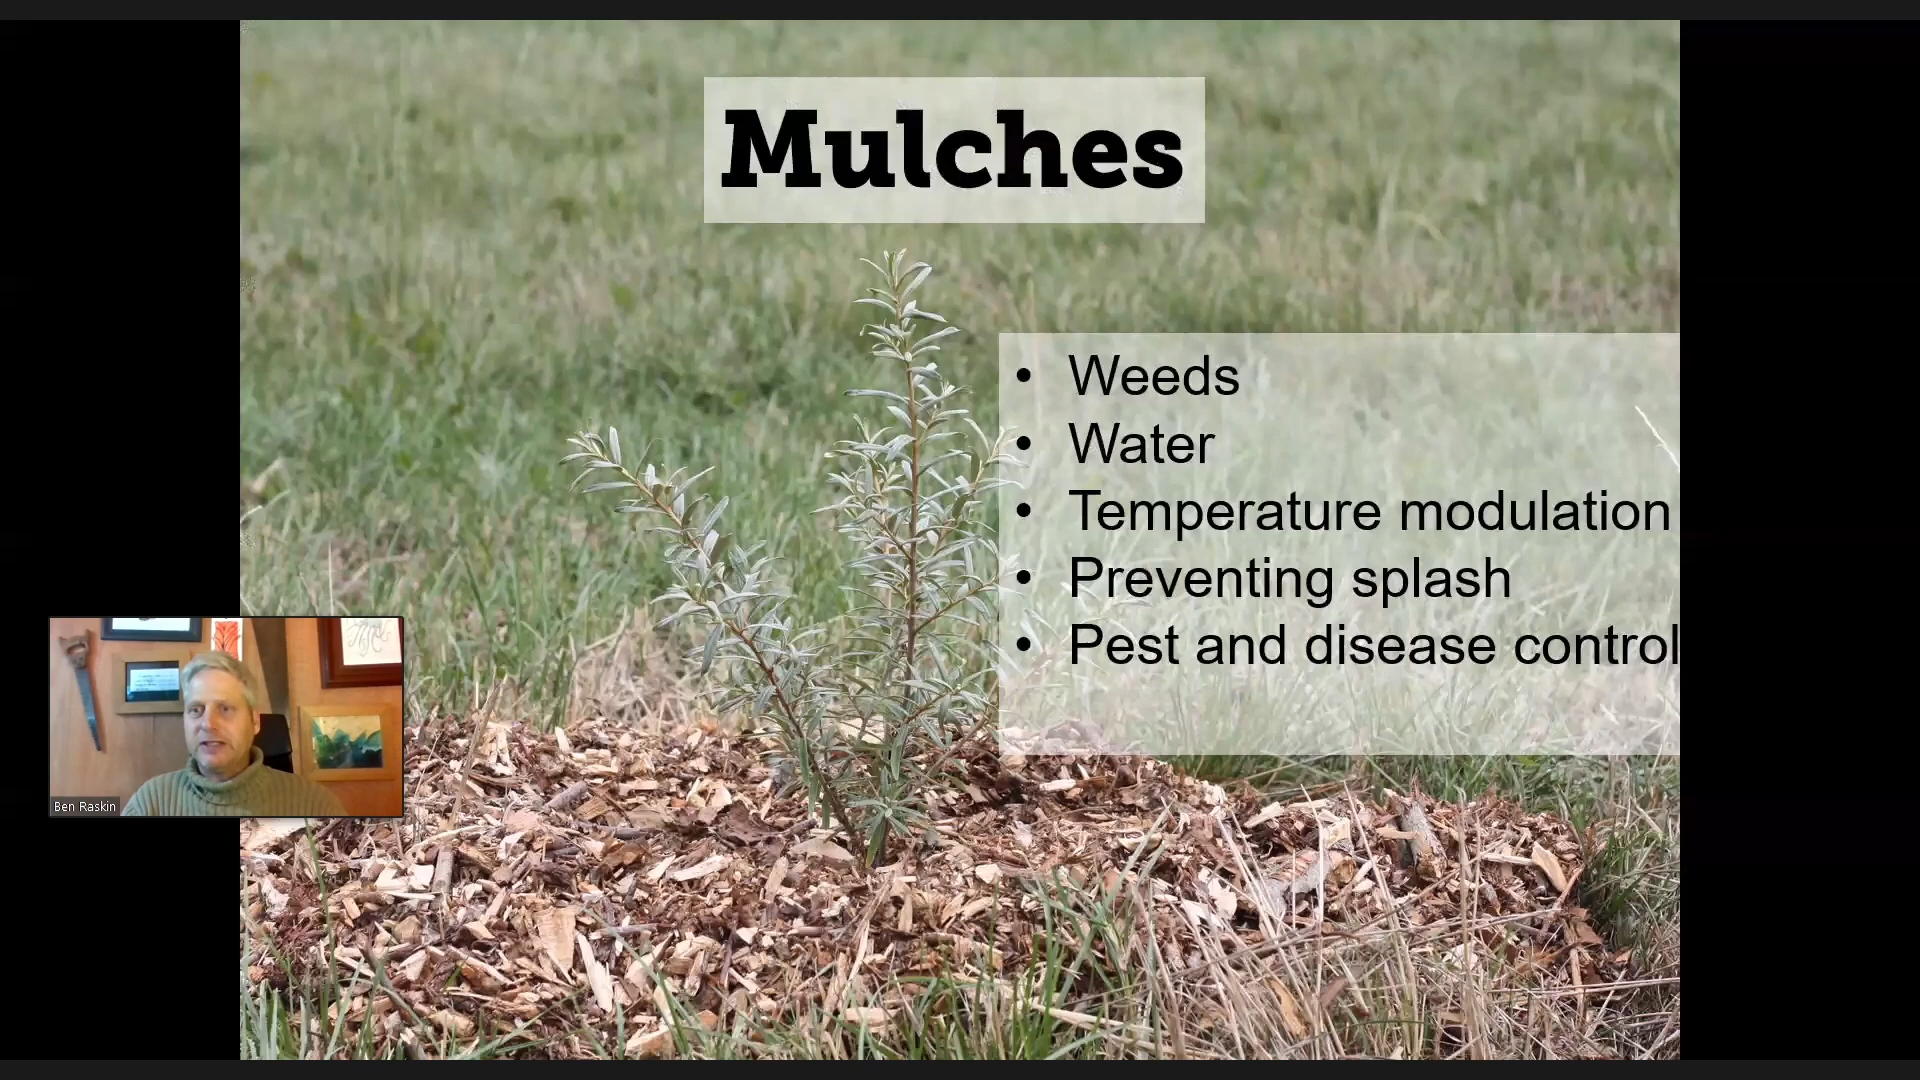 Mulches
• Weeds
• Water
• Temperature modulation
• Preventing splash
• Pest and disease control
Ben Raskin